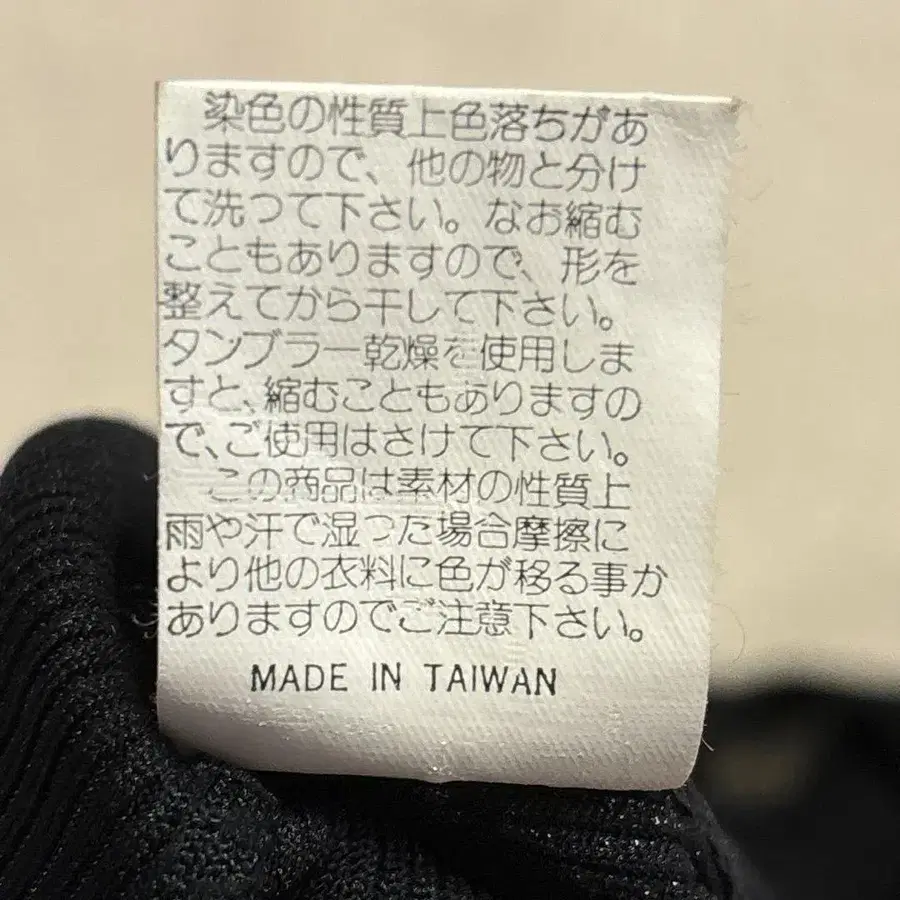 染色の性質上色落ちがあ
りますので、他の物と分け
て洗って下さい。なお縮む
こともありますので、形を
整えてから干して下さい。
タンブラー乾燥を使用しま
すと、縮むこともありますの
で、ご使用はさけて下さい。
この商品は素材の性質上
雨や汗で湿った場合摩擦に
より他の衣料に色が移る事か
ありますのでご注意下さい。
MADE IN TAIWAN